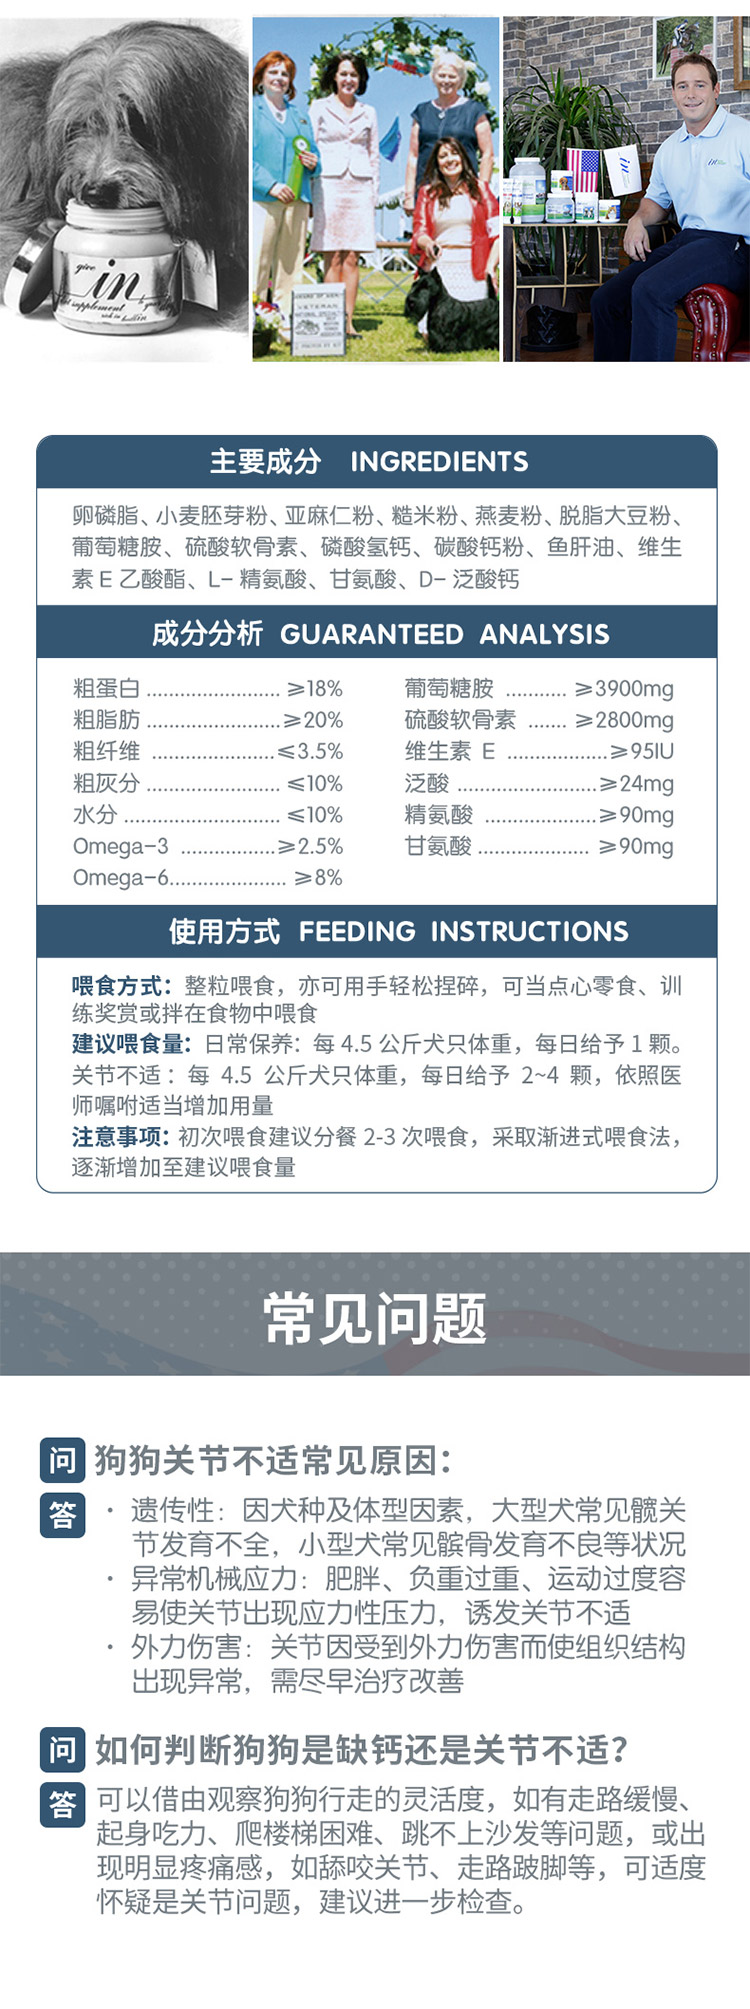 give
in
supplement
in
AWARD OF MER
VETERAN
主要成分 INGREDIENTS
卵磷脂、小麦胚芽粉、亚麻仁粉、糙米粉、燕麦粉、脱脂大豆粉、
葡萄糖胺、硫酸软骨素、磷酸氢钙、碳酸钙粉、鱼肝油、维生
素 E 乙酸酯、L- 精氨酸、甘氨酸、D- 泛酸钙
成分分析 GUARANTEED ANALYSIS
粗蛋白 ........................ ≥18%
粗脂肪 ........................≥20%
粗纤维 ......................≤3.5%
粗灰分 ........................ ≤10%
水分 ............................ ≤10%
Omega-3 .................≥2.5%
Omega-6..................... ≥8%
葡萄糖胺 ........... ≥3900mg
硫酸软骨素 ....... ≥2800mg
维生素 E ..................≥95IU
泛酸 .........................≥24mg
精氨酸 ....................≥90mg
甘氨酸 .................... ≥90mg
使用方式 FEEDING INSTRUCTIONS
喂食方式：整粒喂食，亦可用手轻松捏碎，可当点心零食、训
练奖赏或拌在食物中喂食
建议喂食量：日常保养：每 4.5 公斤犬只体重，每日给予 1 颗。
关节不适：每 4.5 公斤犬只体重，每日给予 2~4 颗，依照医
师嘱咐适当增加用量
注意事项：初次喂食建议分餐 2-3 次喂食，采取渐进式喂食法，
逐渐增加至建议喂食量
常见问题
问 狗狗关节不适常见原因：
答 · 遗传性：因犬种及体型因素，大型犬常见髋关
节发育不全，小型犬常见髌骨发育不良等状况
· 异常机械应力：肥胖、负重过重、运动过度容
易使关节出现应力性压力，诱发关节不适
· 外力伤害：关节因受到外力伤害而使组织结构
出现异常，需尽早治疗改善
问 如何判断狗狗是缺钙还是关节不适？
答 可以借由观察狗狗行走的灵活度，如有走路缓慢、
起身吃力、爬楼梯困难、跳不上沙发等问题，或出
现明显疼痛感，如舔咬关节、走路跛脚等，可适度
怀疑是关节问题，建议进一步检查。